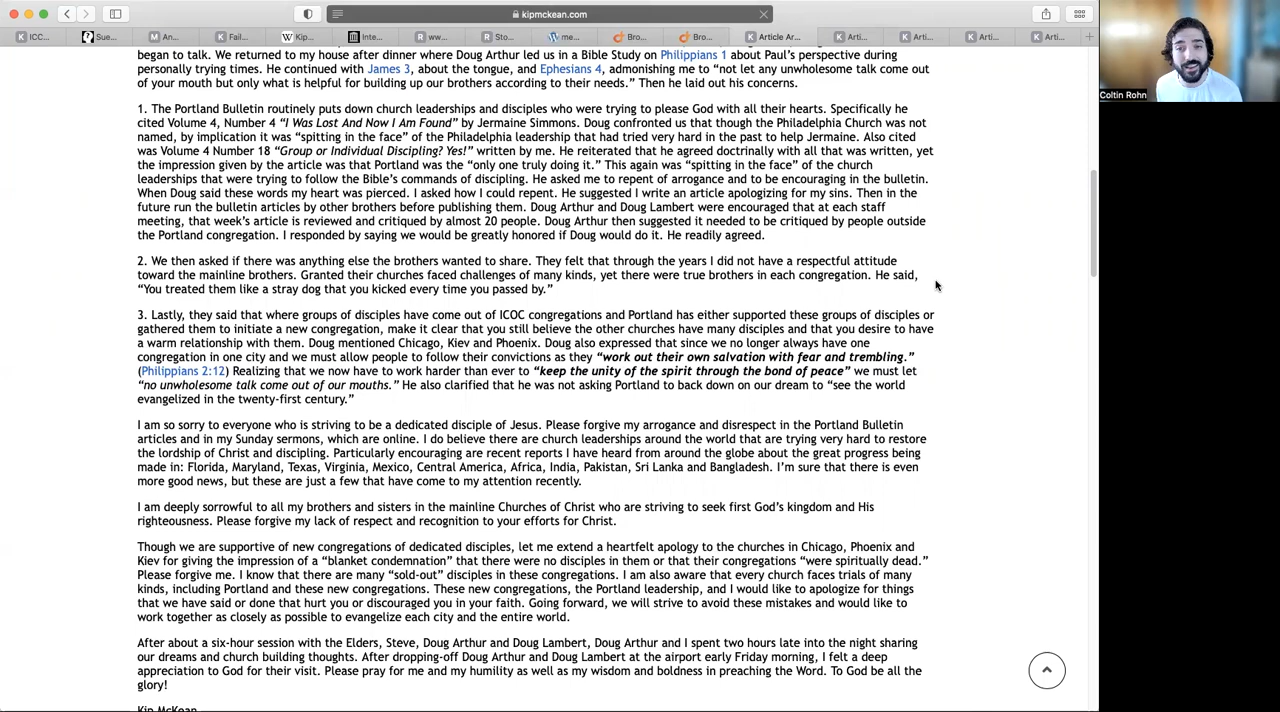 kipmckean.com
ICC...
Sue...
An...
Fail...
Kip...
me...
Inte...
ww...
Sto...
me...
Bro...
Bro...
Article Ar...
Arti...
Arti...
Arti...
Arti...
began to talk. We returned to my house after dinner where Doug Arthur led us in a Bible Study on Philippians 1 about Paul's perspective during
personally trying times. He continued with James 3, about the tongue, and Ephesians 4, admonishing me to “not let any unwholesome talk come out
of your mouth but only what is helpful for building up our brothers according to their needs.” Then he laid out his concerns.
1. The Portland Bulletin routinely puts down church leaderships and disciples who were trying to please God with all their hearts. Specifically he
cited Volume 4, Number 4 “I Was Lost And Now I Am Found” by Jermaine Simmons. Doug confronted us that though the Philadelphia Church was not
named, by implication it was “spitting in the face” of the Philadelphia leadership that had tried very hard in the past to help Jermaine. Also cited
was Volume 4 Number 18 “Group or Individual Discipling? Yes!” written by me. He reiterated that he agreed doctrinally with all that was written, yet
the impression given by the article was that Portland was the “only one truly doing it.” This again was “spitting in the face” of the church
leaderships that were trying to follow the Bible's commands of discipling. He asked me to repent of arrogance and to be encouraging in the bulletin.
When Doug said these words my heart was pierced. I asked how I could repent. He suggested I write an article apologizing for my sins. Then in the
future run the bulletin articles by other brothers before publishing them. Doug Arthur and Doug Lambert were encouraged that at each staff
meeting, that week's article is reviewed and critiqued by almost 20 people. Doug Arthur then suggested it needed to be critiqued by people outside
the Portland congregation. I responded by saying we would be greatly honored if Doug would do it. He readily agreed.
2. We then asked if there was anything else the brothers wanted to share. They felt that through the years I did not have a respectful attitude
toward the mainline brothers. Granted their churches faced challenges of many kinds, yet there were true brothers in each congregation. He said,
“You treated them like a stray dog that you kicked every time you passed by.”
3. Lastly, they said that where groups of disciples have come out of ICOC congregations and Portland has either supported these groups of disciples or
gathered them to initiate a new congregation, make it clear that you still believe the other churches have many disciples and that you desire to have
a warm relationship with them. Doug mentioned Chicago, Kiev and Phoenix. Doug also expressed that since we no longer always have one
congregation in one city and we must allow people to follow their convictions as they “work out their own salvation with fear and trembling.”
(Philippians 2:12) Realizing that we now have to work harder than ever to “keep the unity of the spirit through the bond of peace” we must let
“no unwholesome talk come out of our mouths.” He also clarified that he was not asking Portland to back down on our dream to “see the world
evangelized in the twenty-first century.”
I am so sorry to everyone who is striving to be a dedicated disciple of Jesus. Please forgive my arrogance and disrespect in the Portland Bulletin
articles and in my Sunday sermons, which are online. I do believe there are church leaderships around the world that are trying very hard to restore
the lordship of Christ and discipling. Particularly encouraging are recent reports I have heard from around the globe about the great progress being
made in: Florida, Maryland, Texas, Virginia, Mexico, Central America, Africa, India, Pakistan, Sri Lanka and Bangladesh. I'm sure that there is even
more good news, but these are just a few that have come to my attention recently.
I am deeply sorrowful to all my brothers and sisters in the mainline Churches of Christ who are striving to seek first God's kingdom and His
righteousness. Please forgive my lack of respect and recognition to your efforts for Christ.
Though we are supportive of new congregations of dedicated disciples, let me extend a heartfelt apology to the churches in Chicago, Phoenix and
Kiev for giving the impression of a “blanket condemnation” that there were no disciples in them or that their congregations “were spiritually dead.”
Please forgive me. I know that there are many “sold-out” disciples in these congregations. I am also aware that every church faces trials of many
kinds, including Portland and these new congregations. These new congregations, the Portland leadership, and I would like to apologize for things
that we have said or done that hurt you or discouraged you in your faith. Going forward, we will strive to avoid these mistakes and would like to
work together as closely as possible to evangelize each city and the entire world.
After about a six-hour session with the Elders, Steve, Doug Arthur and Doug Lambert, Doug Arthur and I spent two hours late into the night sharing
our dreams and church building thoughts. After dropping-off Doug Arthur and Doug Lambert at the airport early Friday morning, I felt a deep
appreciation to God for their visit. Please pray for me and my humility as well as my wisdom and boldness in preaching the Word. To God be all the
glory!
Kip McKean
Coltin Rohn